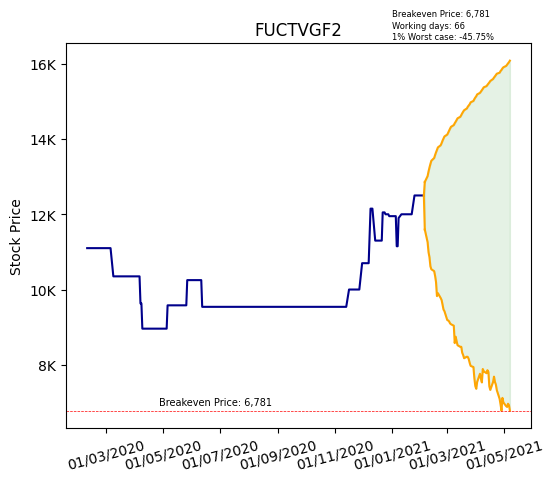 Breakeven Price: 6,781
Working days: 66
1% Worst case: -45.75%
FUCTVGF2
Stock Price
16K
14K
12K
10K
8K
Breakeven Price: 6,781
01/03/2020
01/05/2020
01/07/2020
01/09/2020
01/11/2020
01/01/2021
01/03/2021
01/05/2021